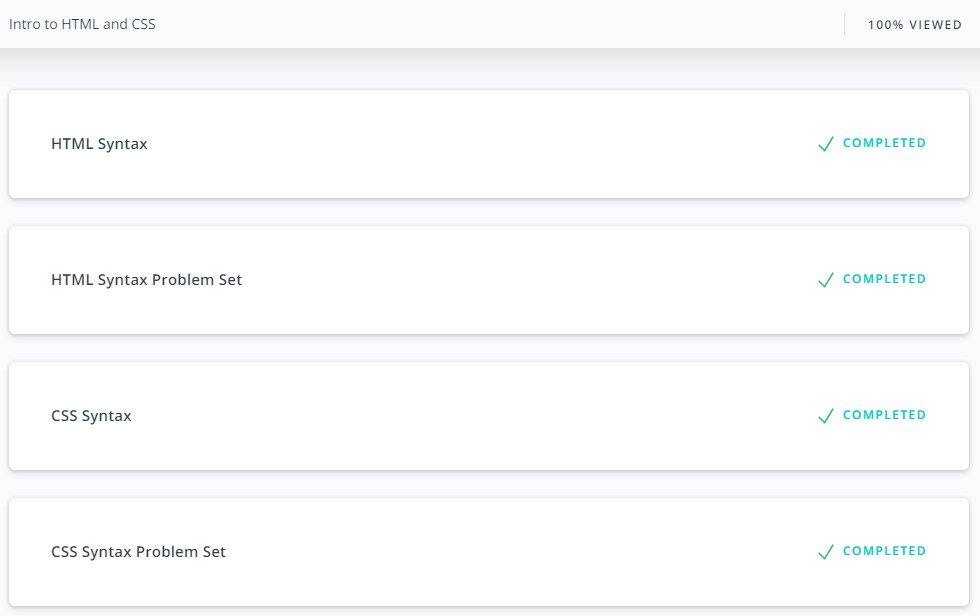 Intro to HTML and CSS
100% VIEWED
HTML Syntax
COMPLETED
HTML Syntax Problem Set
COMPLETED
CSS Syntax
COMPLETED
CSS Syntax Problem Set
COMPLETED